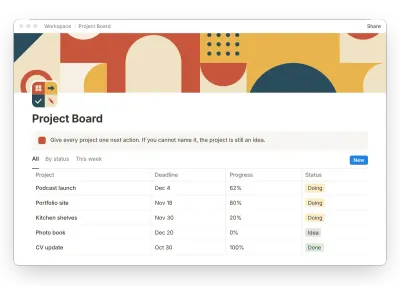 Workspace / Project Board
Share
Project Board
Give every project one next action. If you cannot name it, the project is still an idea.
All By status This week
New
Project Deadline Progress Status
Podcast launch Dec 4 62% Doing
Portfolio site Nov 18 80% Doing
Kitchen shelves Nov 30 20% Doing
Photo book Dec 20 0% Idea
CV update Oct 30 100% Done